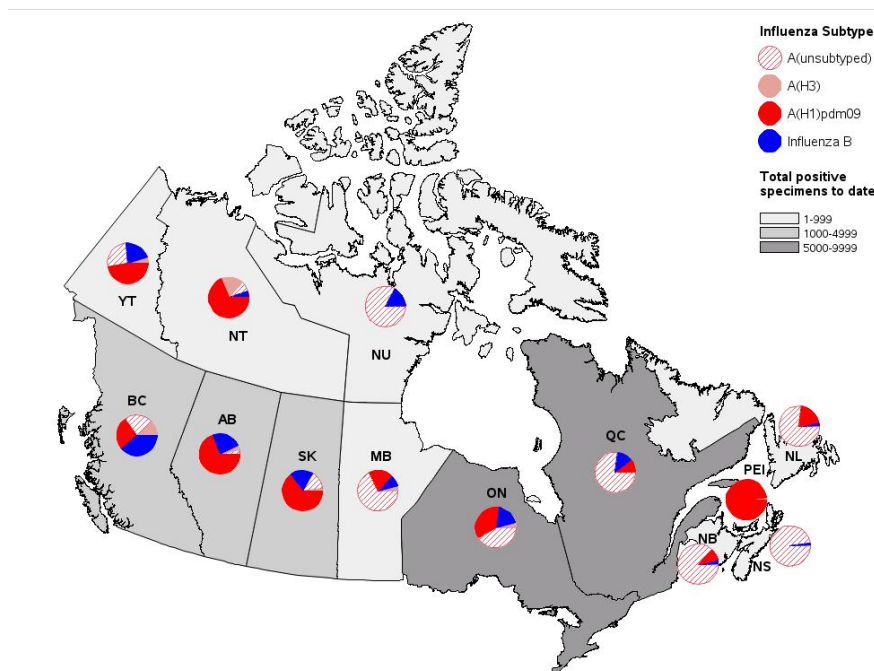 Influenza Subtype
A(unsubtyped)
A(H3)
A(H1)pdm09
Influenza B
Total positive
specimens to date
1-999
1000-4999
5000-9999
YT
NT
NU
BC
AB
SK
MB
ON
QC
NL
PEI
NB
NS